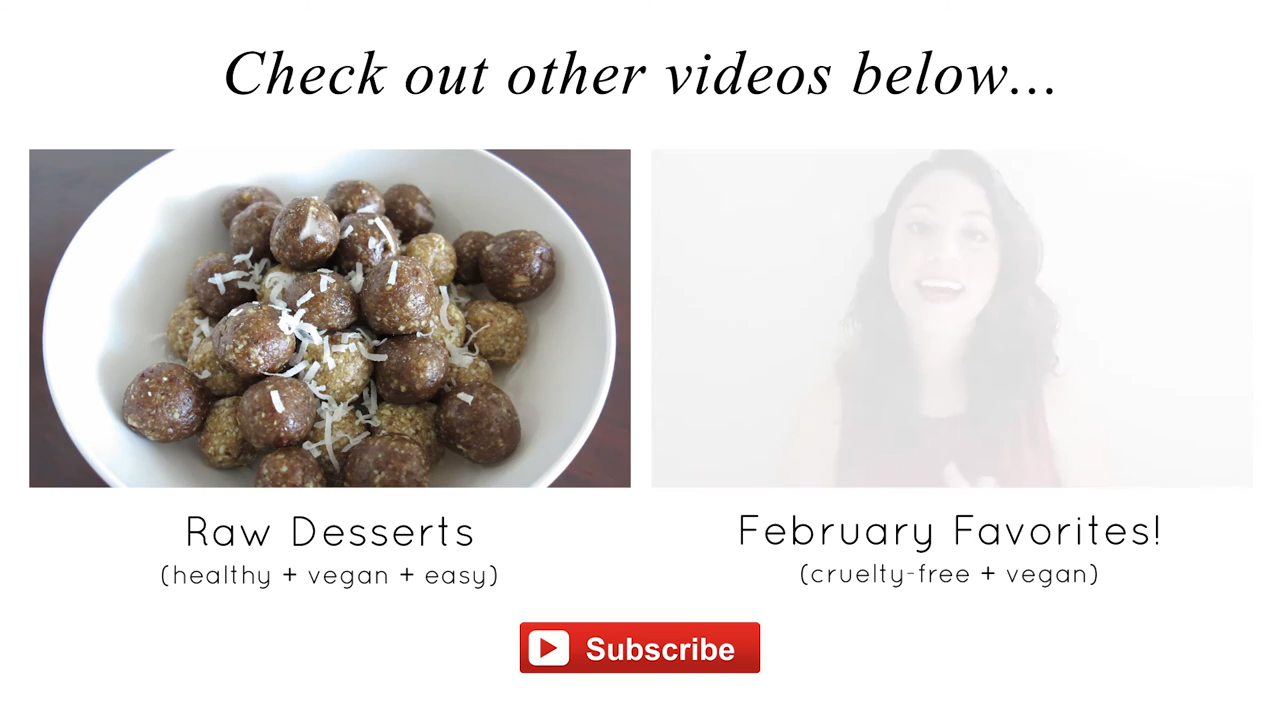 Check out other videos below...
Raw Desserts
(healthy + vegan + easy)
February Favorites!
(cruelty-free + vegan)
Subscribe